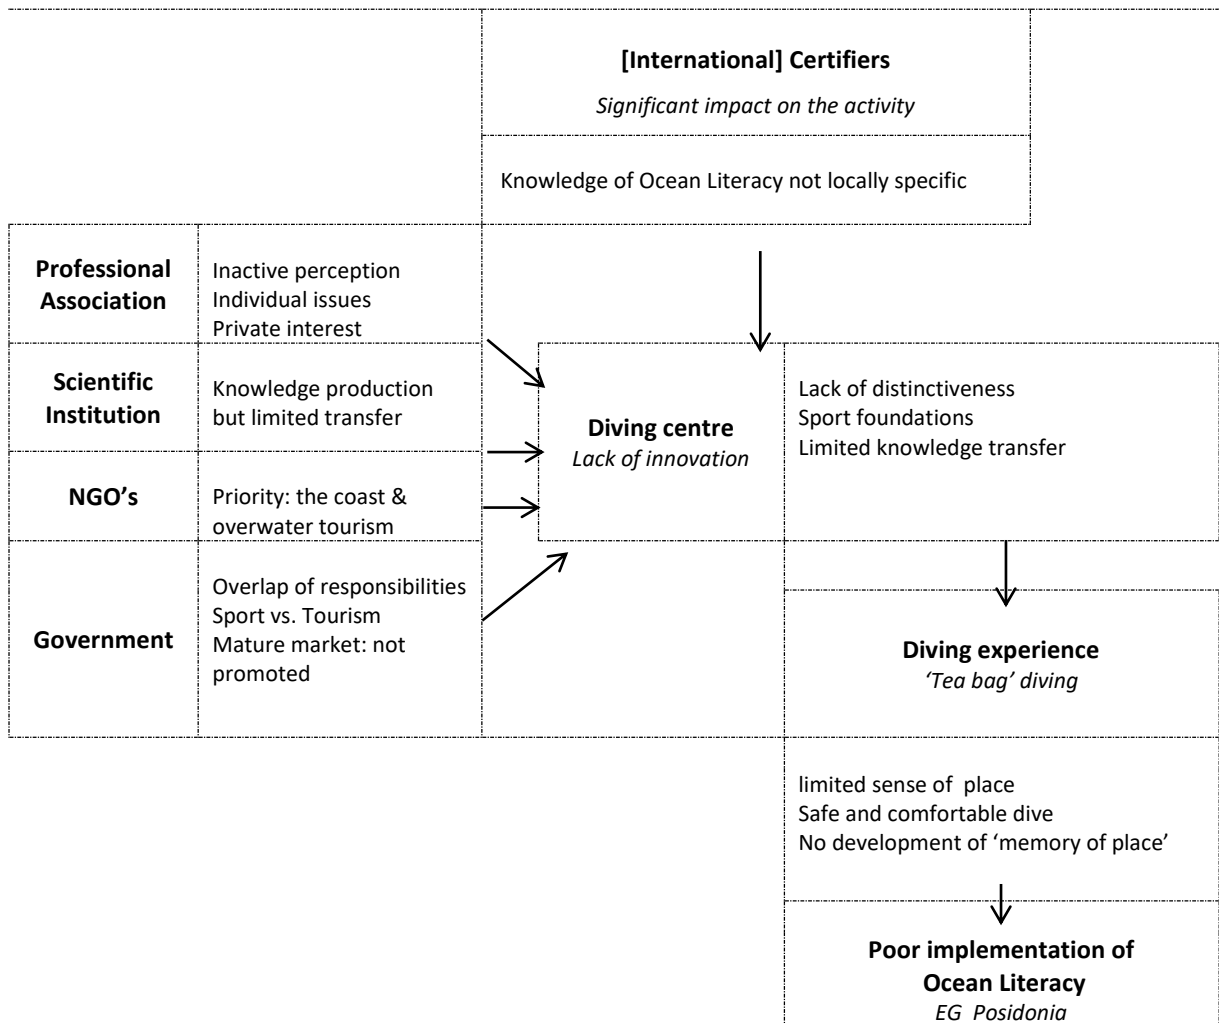 [International] Certifiers
Significant impact on the activity
Knowledge of Ocean Literacy not locally specific
Professional
Association
Inactive perception
Individual issues
Private interest
Scientific
Institution
Knowledge production
but limited transfer
NGO’s
Priority: the coast &
overwater tourism
Government
Overlap of responsibilities
Sport vs. Tourism
Mature market: not
promoted
Diving centre
Lack of innovation
Lack of distinctiveness
Sport foundations
Limited knowledge transfer
Diving experience
‘Tea bag’ diving
limited sense of place
Safe and comfortable dive
No development of ‘memory of place’
Poor implementation of
Ocean Literacy
EG Posidonia